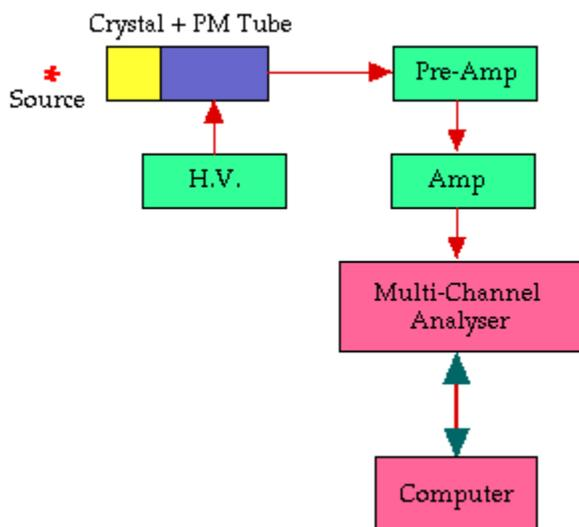 Crystal + PM Tube
Source
Pre-Amp
H.V.
Amp
Multi-Channel
Analyser
Computer